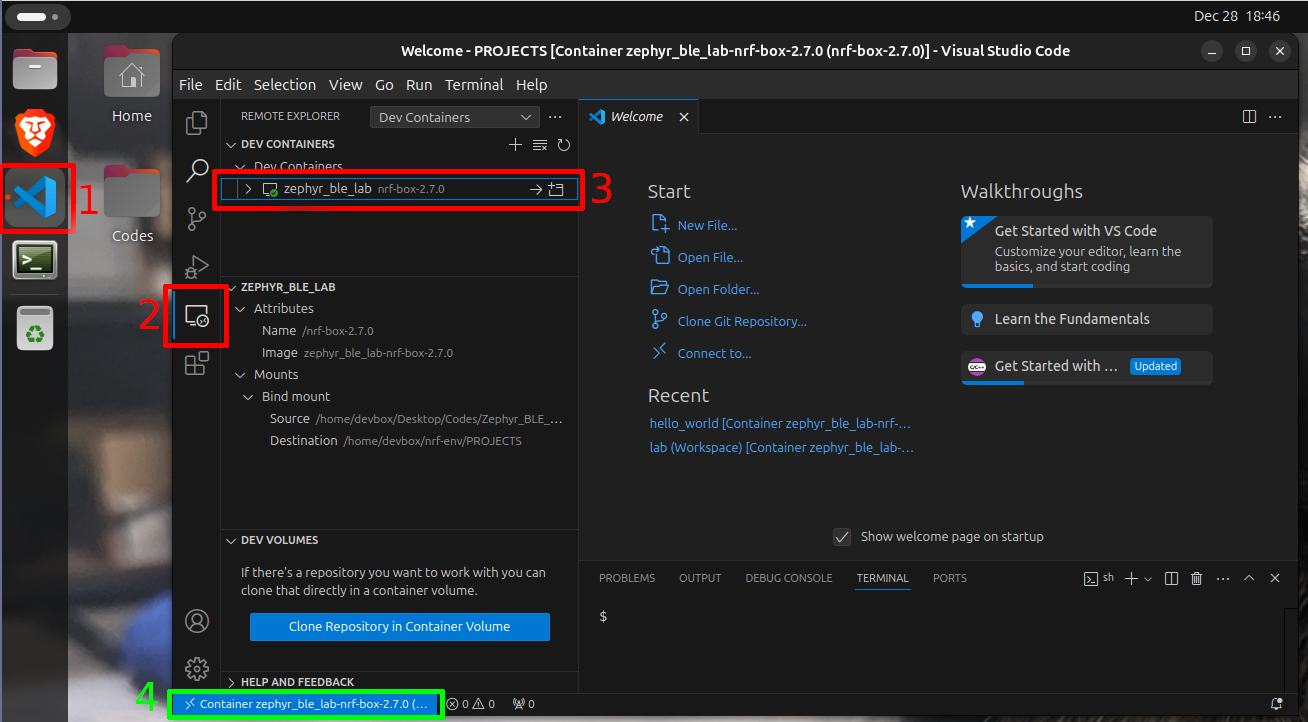 Dec 28 18:46
Welcome - PROJECTS [Container zephyr_ble_lab-nrf-box-2.7.0 (nrf-box-2.7.0)] - Visual Studio Code
File Edit Selection View Go Run Terminal Help
Home
Codes
1
2
3
4
REMOTE EXPLORER
Dev Containers
DEV CONTAINERS
Dev Containers
zephyr_ble_lab nrf-box-2.7.0
ZEPHYR_BLE_LAB
Attributes
Name /nrf-box-2.7.0
Image zephyr_ble_lab-nrf-box-2.7.0
Mounts
Bind mount
Source /home/devbox/Desktop/Codes/Zephyr_BLE_...
Destination /home/devbox/nrf-env/PROJECTS
DEV VOLUMES
If there's a repository you want to work with you can
clone that directly in a container volume.
Clone Repository in Container Volume
HELP AND FEEDBACK
Welcome
Start
New File...
Open File...
Open Folder...
Clone Git Repository...
Connect to...
Recent
hello_world [Container zephyr_ble_lab-nrf-...
lab (Workspace) [Container zephyr_ble_lab-...
Walkthroughs
Get Started with VS Code
Customize your editor, learn the
basics, and start coding
Learn the Fundamentals
C/C++
Get Started with ... Updated
Show welcome page on startup
PROBLEMS OUTPUT DEBUG CONSOLE TERMINAL PORTS
sh
$
Container zephyr_ble_lab-nrf-box-2.7.0 (... 0 0 0